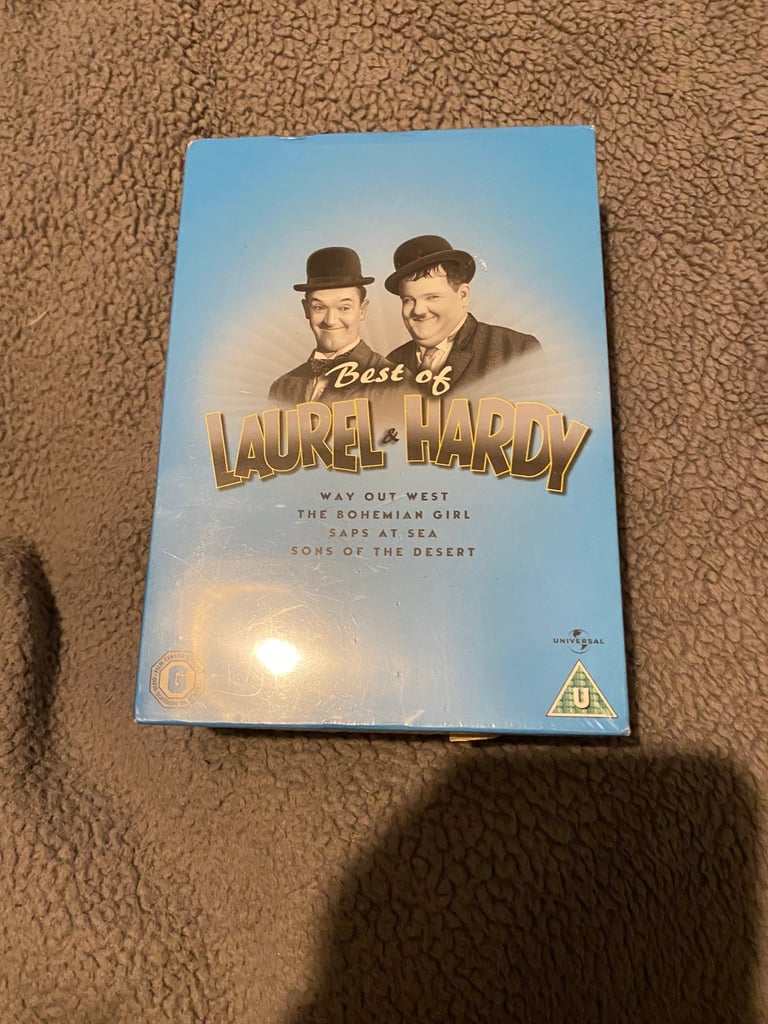 Best of
LAUREL & HARDY
WAY OUT WEST
THE BOHEMIAN GIRL
SAPS AT SEA
SONS OF THE DESERT
UNIVERSAL
G
U